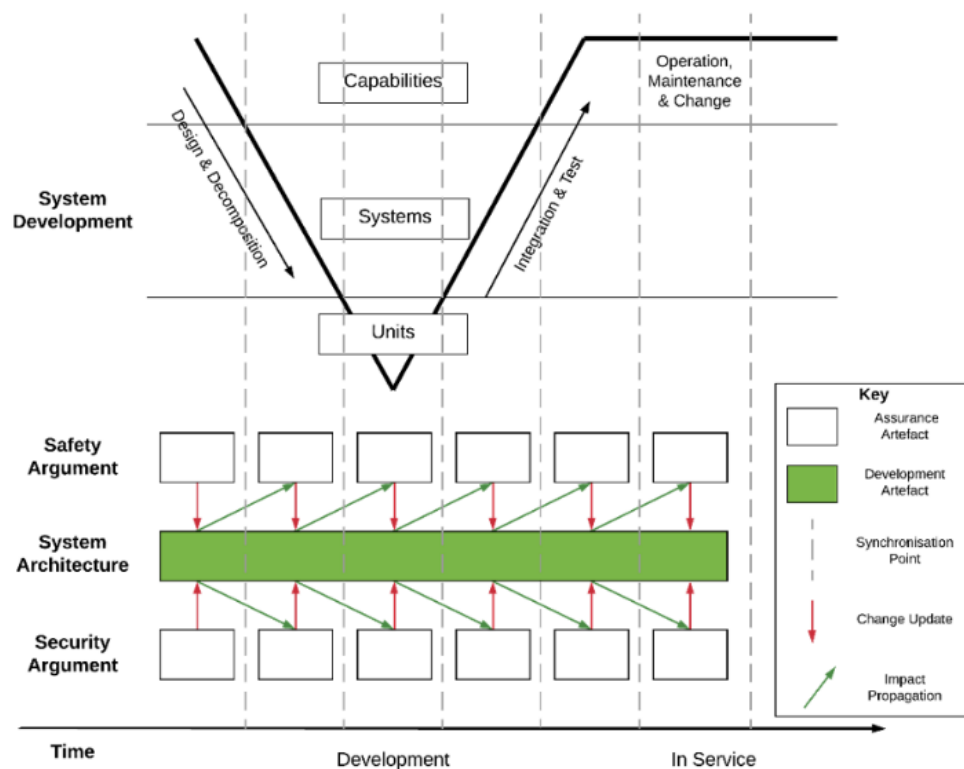 Capabilities
Operation,
Maintenance
& Change
Design & Decomposition
System
Development
Systems
Integration & Test
Units
Key
Assurance
Artefact
Safety
Argument
Development
Artefact
System
Architecture
Synchronisation
Point
Change Update
Security
Argument
Impact
Propagation
Time
Development
In Service